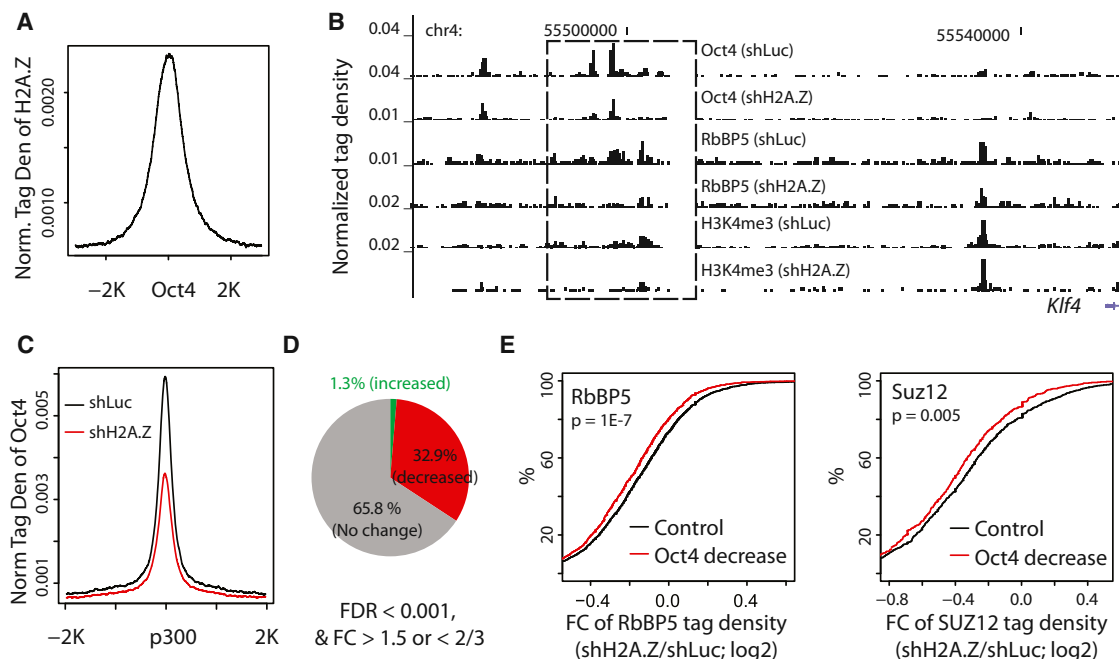 A
Norm. Tag Den of H2A.Z
0.0020
0.0010
−2K
Oct4
2K
B
Normalized tag density
chr4:
55500000
55540000
0.04
0.04
0.01
0.01
0.02
0.02
Oct4 (shLuc)
Oct4 (shH2A.Z)
RbBP5 (shLuc)
RbBP5 (shH2A.Z)
H3K4me3 (shLuc)
H3K4me3 (shH2A.Z)
Klf4
C
Norm Tag Den of Oct4
0.005
0.003
0.001
shLuc
shH2A.Z
−2K
p300
2K
D
1.3% (increased)
32.9%
(decreased)
65.8 %
(No change)
FDR < 0.001,
& FC > 1.5 or < 2/3
E
%
100
60
20
RbBP5
p = 1E-7
Control
Oct4 decrease
−0.4
0.0
0.4
FC of RbBP5 tag density
(shH2A.Z/shLuc; log2)
%
100
60
20
Suz12
p = 0.005
Control
Oct4 decrease
−0.8
−0.4
0.0
0.4
FC of SUZ12 tag density
(shH2A.Z/shLuc; log2)